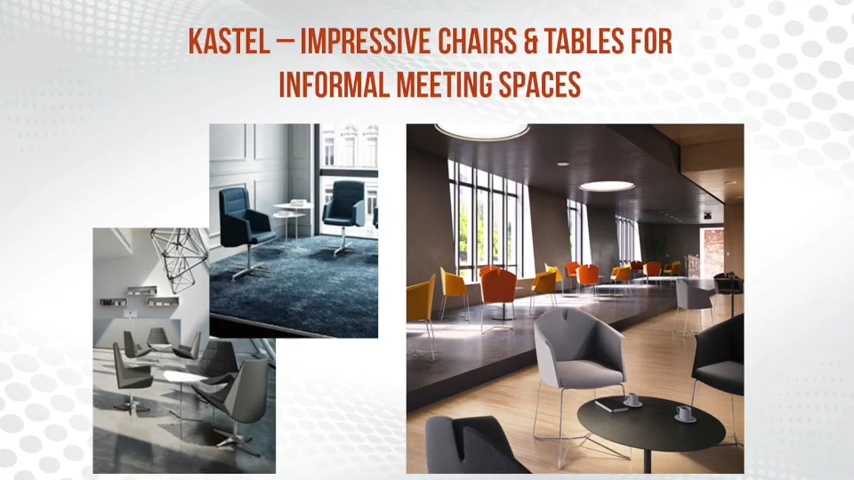 KASTEL – IMPRESSIVE CHAIRS & TABLES FOR
INFORMAL MEETING SPACES